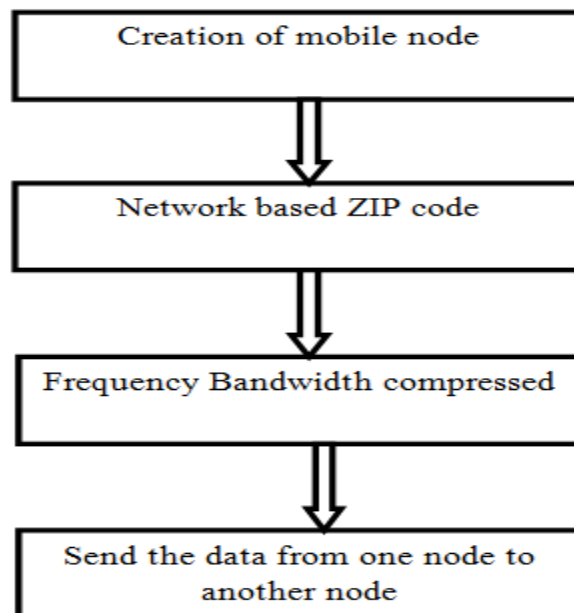 Creation of mobile node
Network based ZIP code
Frequency Bandwidth compressed
Send the data from one node to
another node